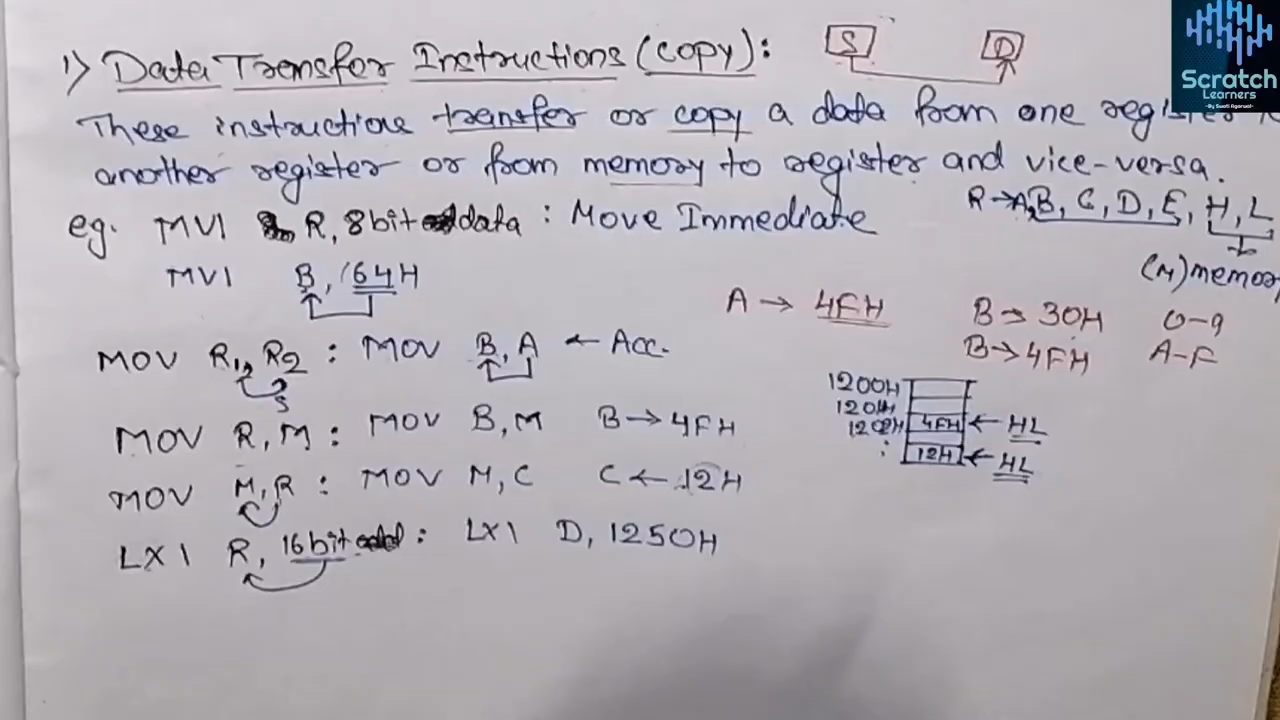 1) Data Transfer Instructions (copy):
S D
Scratch
Learners
-By Swati Agarwal-
These instructions transfer or copy a data from one register
another register or from memory to register and vice-versa.
R→A,B, C, D, E, H, L
eg. MVI R, 8bit data : Move Immediate
(M) memory
MVI B, 64H
A → 4FH B → 30H 0-9
B → 4FH A-F
MOV R1, R2 : MOV B, A ← Acc.
S
1200H
1201H
1202H 4FH ← HL
MOV R, M : MOV B, M B → 4FH
: 12H ← HL
MOV M, R : MOV M, C C ← 12H
LXI R, 16bit : LXI D, 1250H